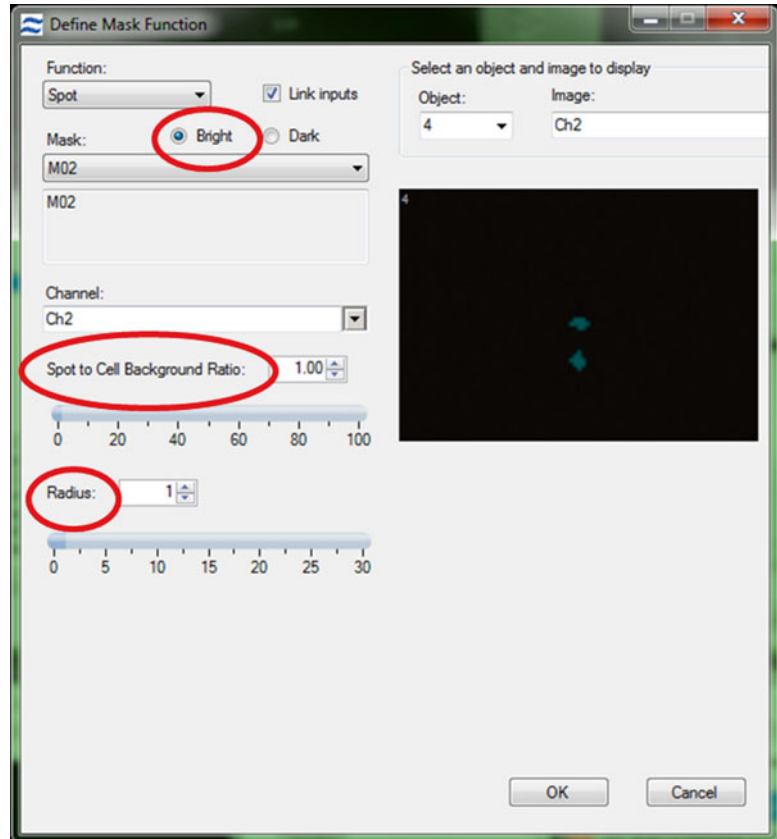 Define Mask Function
Function:
Spot
Link inputs
Mask:
Bright
Dark
M02
M02
Channel:
Ch2
Spot to Cell Background Ratio:
1.00
0 20 40 60 80 100
Radius:
1
0 5 10 15 20 25 30
Select an object and image to display
Object:
Image:
4
Ch2
4
OK
Cancel